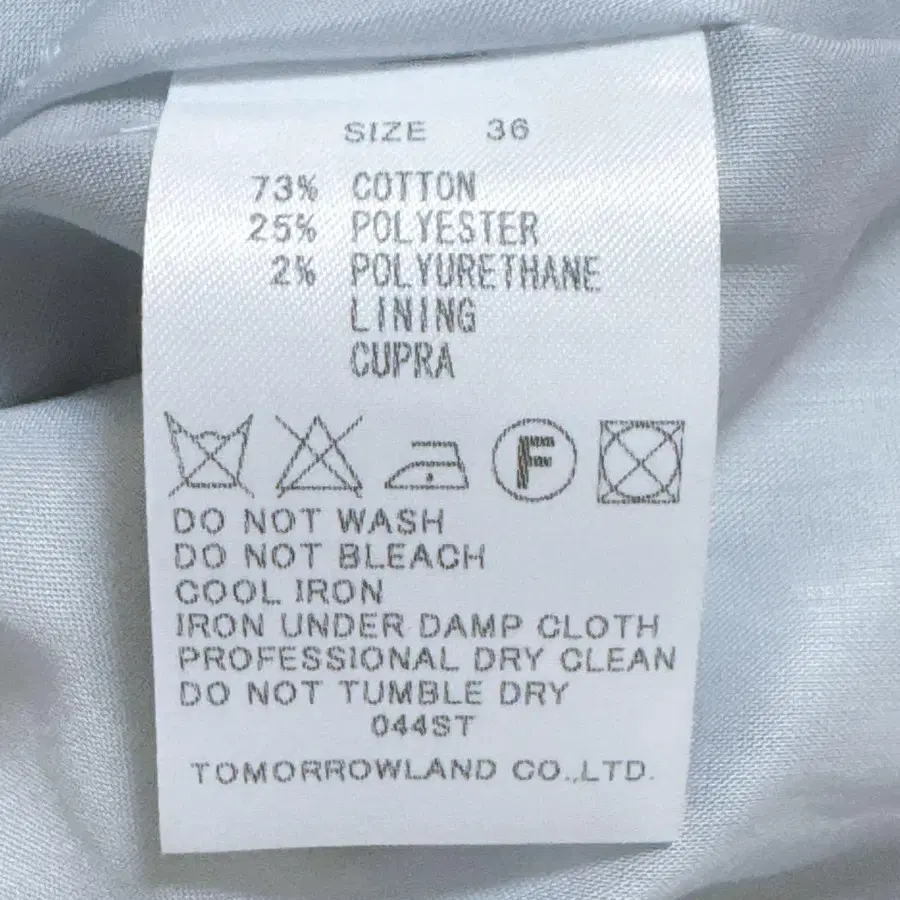 SIZE 36
73% COTTON
25% POLYESTER
2% POLYURETHANE
LINING
CUPRA
F
DO NOT WASH
DO NOT BLEACH
COOL IRON
IRON UNDER DAMP CLOTH
PROFESSIONAL DRY CLEAN
DO NOT TUMBLE DRY
044ST
TOMORROWLAND CO.,LTD.